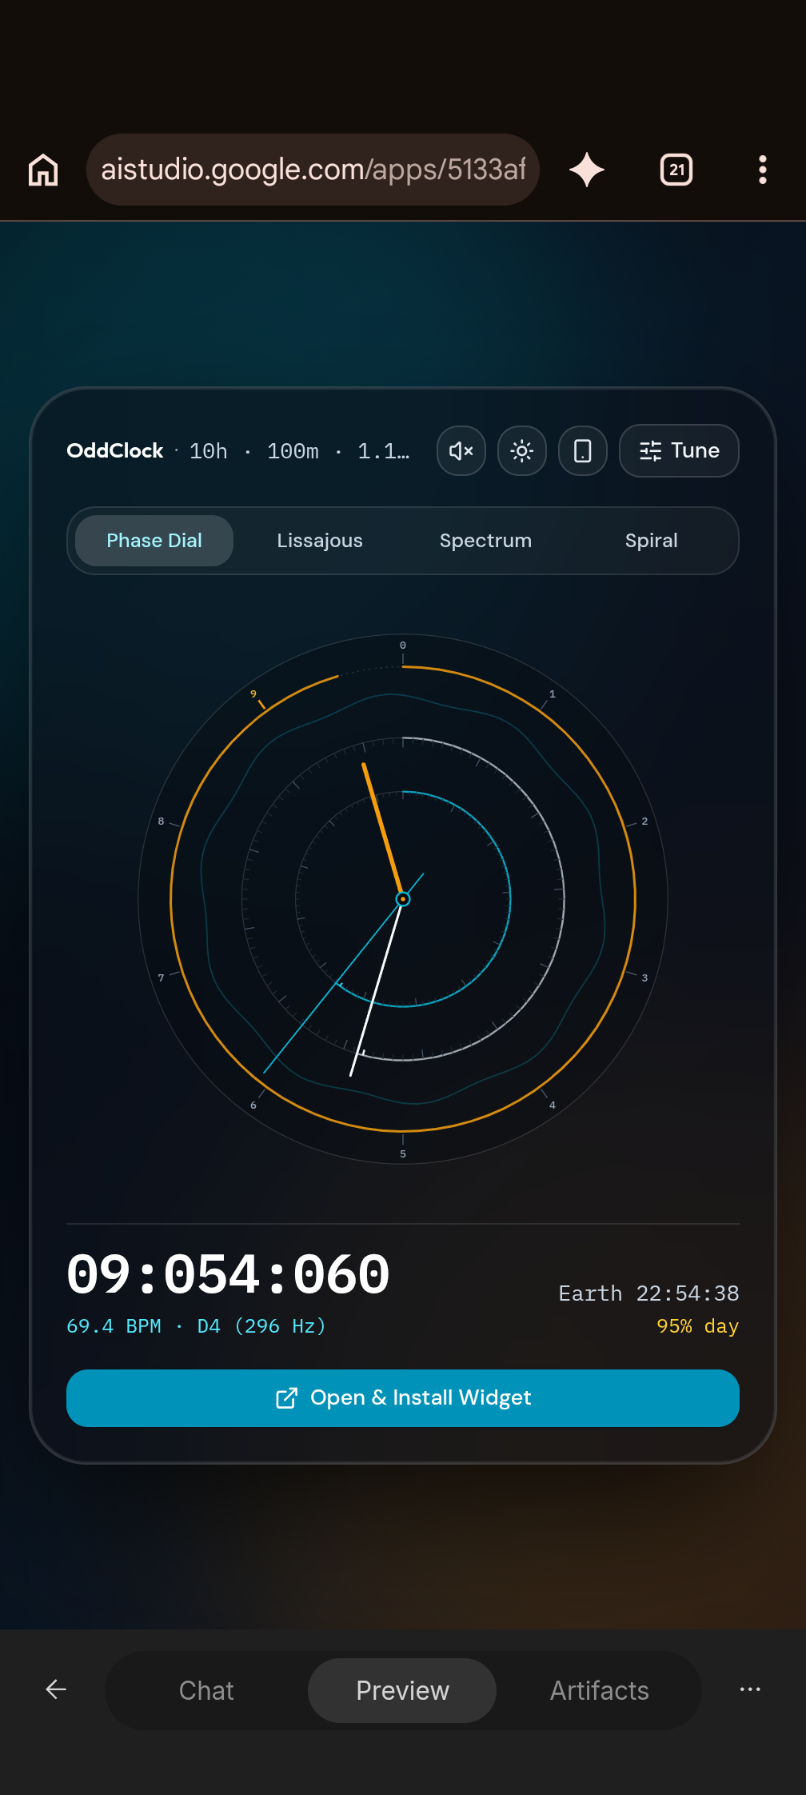 aistudio.google.com/apps/5133af
21
OddClock · 10h · 100m · 1.1…
Tune
Phase Dial Lissajous Spectrum Spiral
0
9 1
8 2
7 3
6 4
5
09:054:060
Earth 22:54:38
69.4 BPM · D4 (296 Hz)
95% day
Open & Install Widget
Chat Preview Artifacts